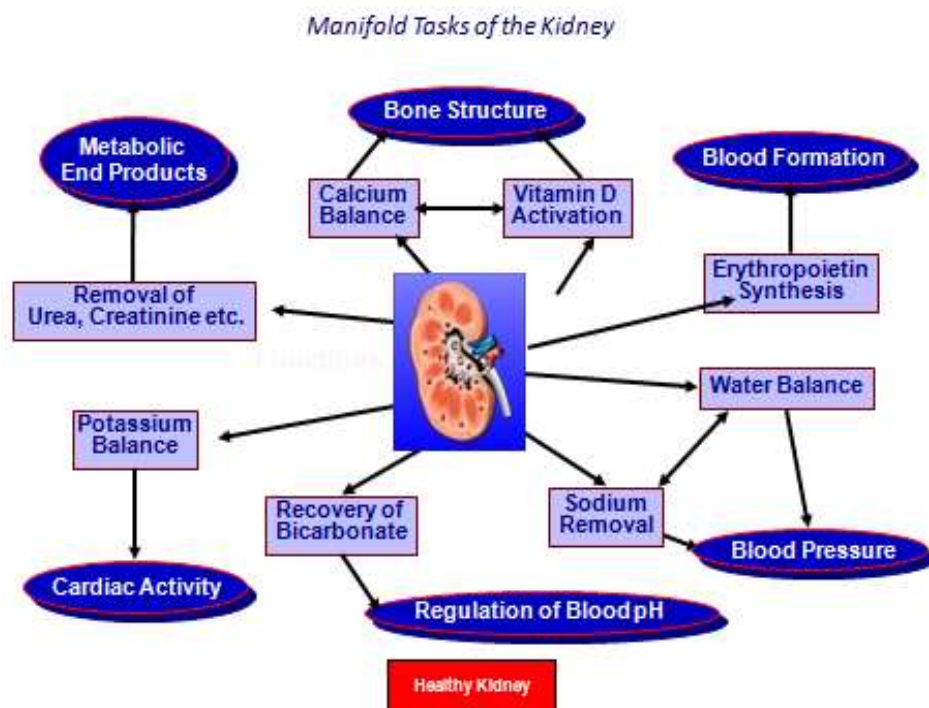 Manifold Tasks of the Kidney
Bone Structure
Metabolic
End Products
Blood Formation
Calcium
Balance
Vitamin D
Activation
Erythropoietin
Synthesis
Removal of
Urea, Creatinine etc.
Functions
Water Balance
Potassium
Balance
Recovery of
Bicarbonate
Sodium
Removal
Blood Pressure
Cardiac Activity
Regulation of Blood pH
Healthy Kidney